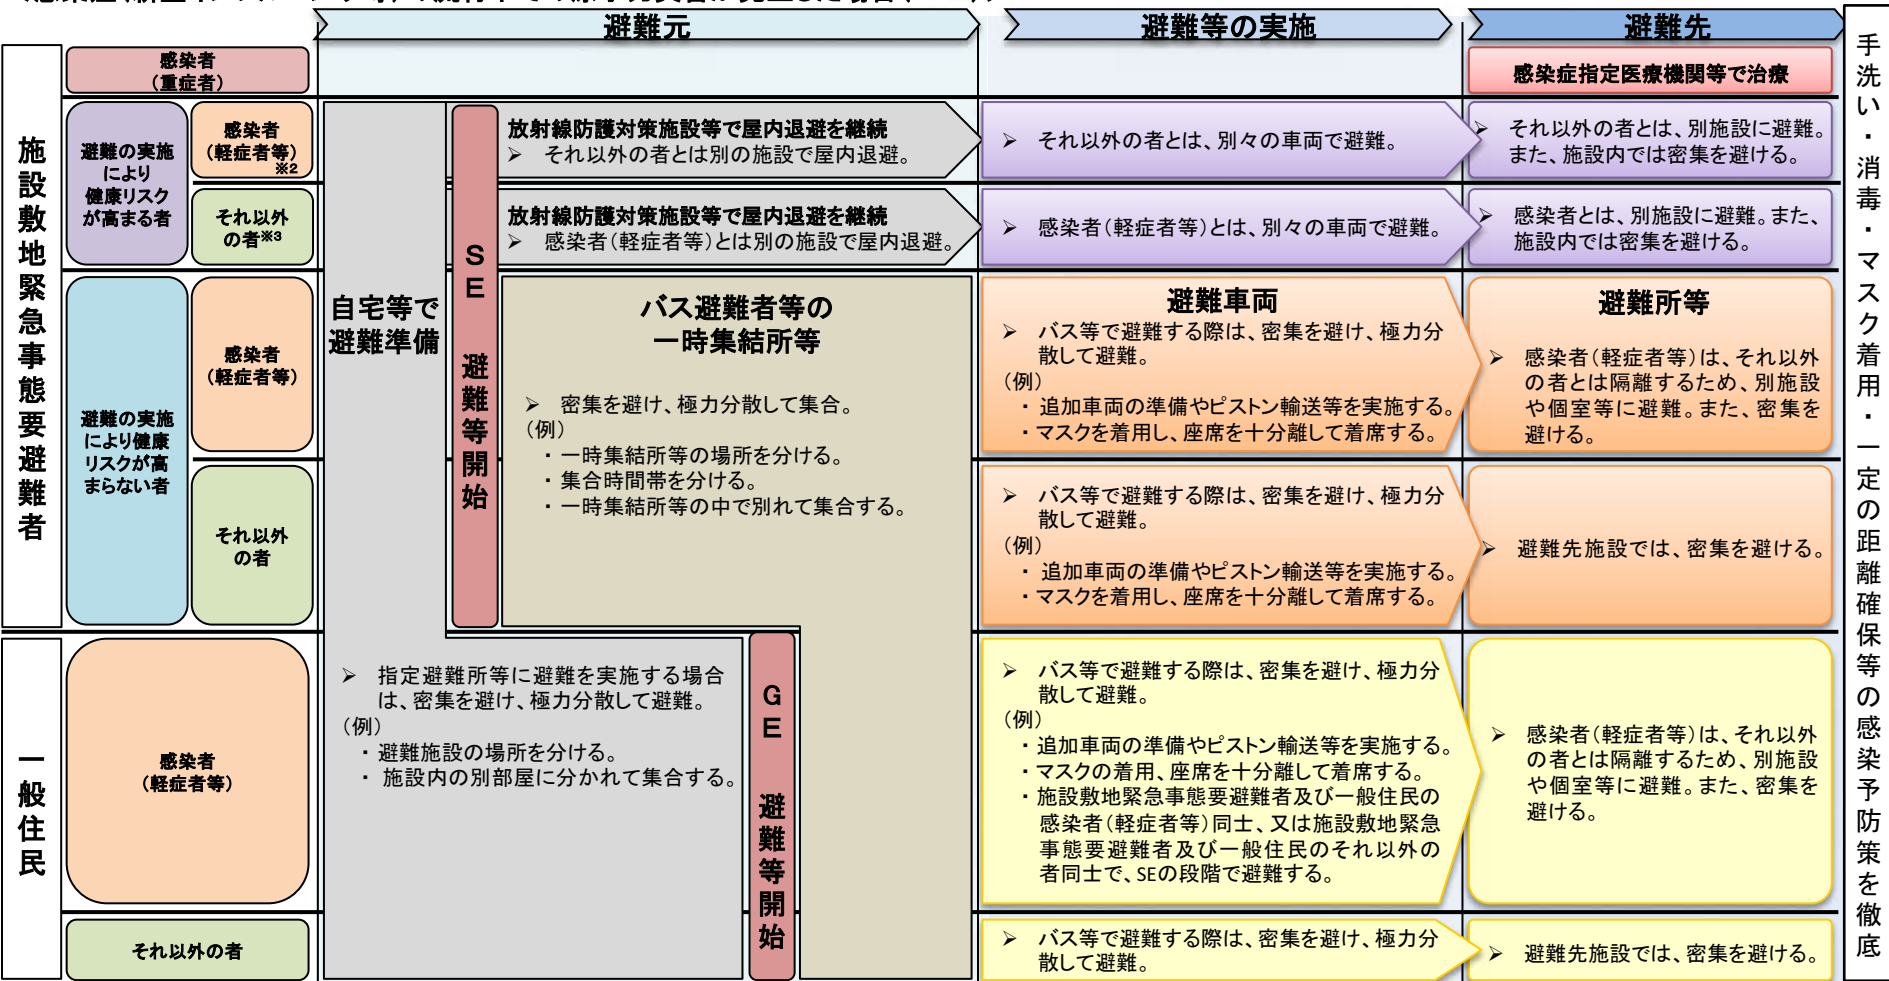 避難元
避難等の実施
避難先
施設敷地緊急事態要避難者
感染者
(重症者)
感染症指定医療機関等で治療
避難の実施
により
健康リスク
が高まる者
感染者
(軽症者等)
※2
放射線防護対策施設等で屋内退避を継続
➢ それ以外の者とは別の施設で屋内退避。
➢ それ以外の者とは、別々の車両で避難。
➢ それ以外の者とは、別施設に避難。
また、施設内では密集を避ける。
それ以外
の者※3
放射線防護対策施設等で屋内退避を継続
➢ 感染者(軽症者等)とは別の施設で屋内退避。
➢ 感染者(軽症者等)とは、別々の車両で避難。
➢ 感染者とは、別施設に避難。また、
施設内では密集を避ける。
避難の実施
により健康
リスクが高
まらない者
感染者
(軽症者等)
それ以外
の者
自宅等で
避難準備
SE 避難等開始
バス避難者等の
一時集結所等
➢ 密集を避け、極力分散して集合。
(例)
・一時集結所等の場所を分ける。
・集合時間帯を分ける。
・一時集結所等の中で別れて集合する。
避難車両
➢ バス等で避難する際は、密集を避け、極力分
散して避難。
(例)
・追加車両の準備やピストン輸送等を実施する。
・マスクを着用し、座席を十分離して着席する。
避難所等
➢ 感染者(軽症者等)は、それ以外
の者とは隔離するため、別施設
や個室等に避難。また、密集を
避ける。
➢ バス等で避難する際は、密集を避け、極力分
散して避難。
(例)
・追加車両の準備やピストン輸送等を実施する。
・マスクを着用し、座席を十分離して着席する。
➢ 避難先施設では、密集を避ける。
一般住民
感染者
(軽症者等)
➢ 指定避難所等に避難を実施する場合
は、密集を避け、極力分散して避難。
(例)
・避難施設の場所を分ける。
・施設内の別部屋に分かれて集合する。
GE 避難等開始
➢ バス等で避難する際は、密集を避け、極力分
散して避難。
(例)
・追加車両の準備やピストン輸送等を実施する。
・マスクの着用、座席を十分離して着席する。
・施設敷地緊急事態要避難者及び一般住民の
感染者(軽症者等)同士、又は施設敷地緊急
事態要避難者及び一般住民のそれ以外の
者同士で、SEの段階で避難する。
➢ 感染者(軽症者等)は、それ以外
の者とは隔離するため、別施設
や個室等に避難。また、密集を
避ける。
それ以外の者
➢ バス等で避難する際は、密集を避け、極力分
散して避難。
➢ 避難先施設では、密集を避ける。
手洗い・消毒・マスク着用・一定の距離確保等の感染予防策を徹底